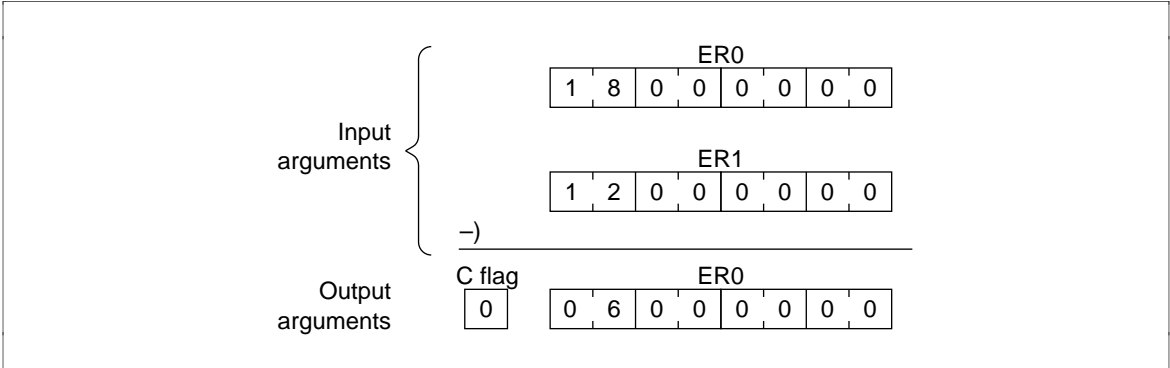 ER0
1 8 0 0 0 0 0 0
Input
arguments
ER1
1 2 0 0 0 0 0 0
–)
C flag
ER0
Output
arguments
0
0 6 0 0 0 0 0 0